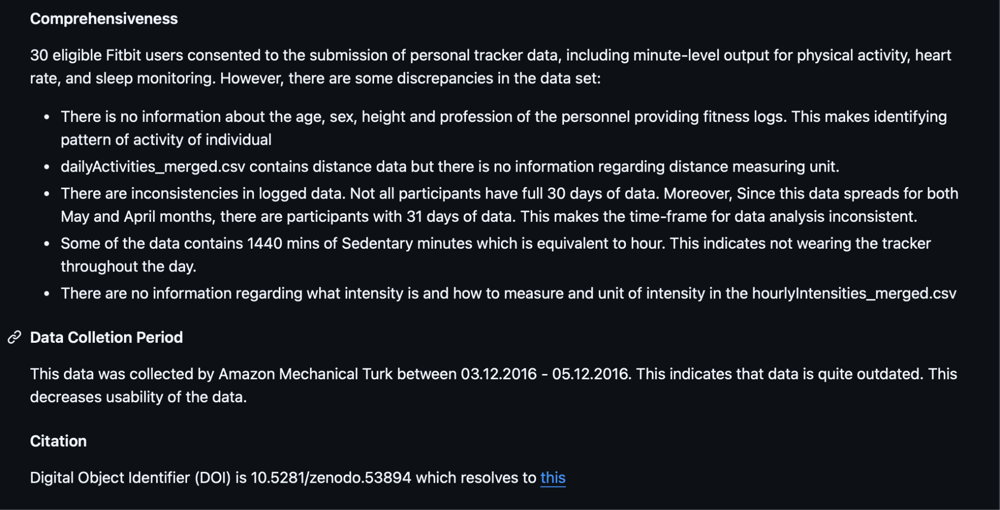 Comprehensiveness
30 eligible Fitbit users consented to the submission of personal tracker data, including minute-level output for physical activity, heart
rate, and sleep monitoring. However, there are some discrepancies in the data set:
• There is no information about the age, sex, height and profession of the personnel providing fitness logs. This makes identifying
pattern of activity of individual
• dailyActivities_merged.csv contains distance data but there is no information regarding distance measuring unit.
• There are inconsistencies in logged data. Not all participants have full 30 days of data. Moreover, Since this data spreads for both
May and April months, there are participants with 31 days of data. This makes the time-frame for data analysis inconsistent.
• Some of the data contains 1440 mins of Sedentary minutes which is equivalent to hour. This indicates not wearing the tracker
throughout the day.
• There are no information regarding what intensity is and how to measure and unit of intensity in the hourlyIntensities_merged.csv
Data Colletion Period
This data was collected by Amazon Mechanical Turk between 03.12.2016 - 05.12.2016. This indicates that data is quite outdated. This
decreases usability of the data.
Citation
Digital Object Identifier (DOI) is 10.5281/zenodo.53894 which resolves to this